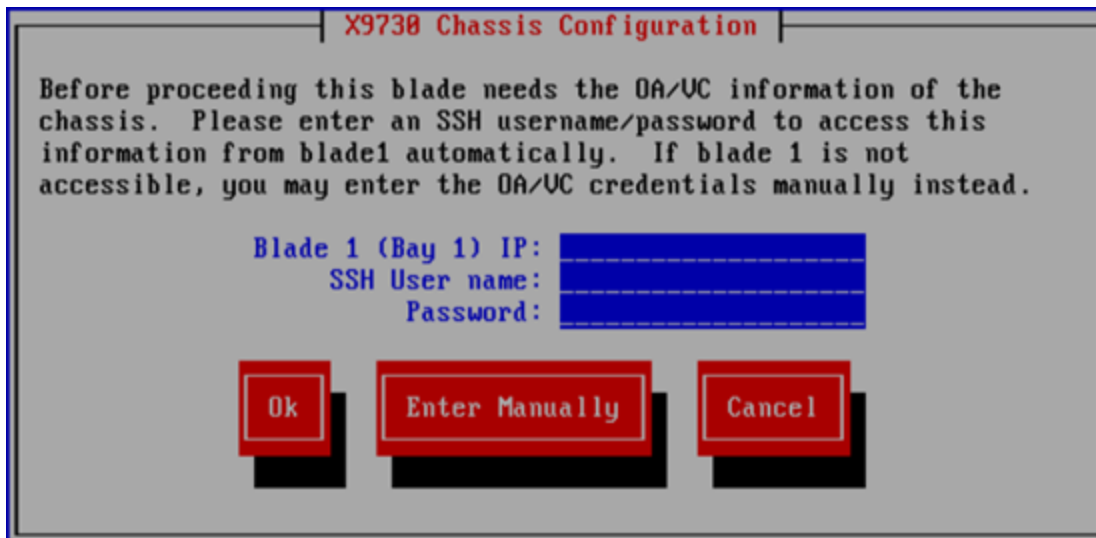 X9730 Chassis Configuration
Before proceeding this blade needs the OA/VC information of the
chassis.  Please enter an SSH username/password to access this
information from blade1 automatically.  If blade 1 is not
accessible, you may enter the OA/VC credentials manually instead.
Blade 1 (Bay 1) IP:
SSH User name:
Password:
Ok Enter Manually Cancel